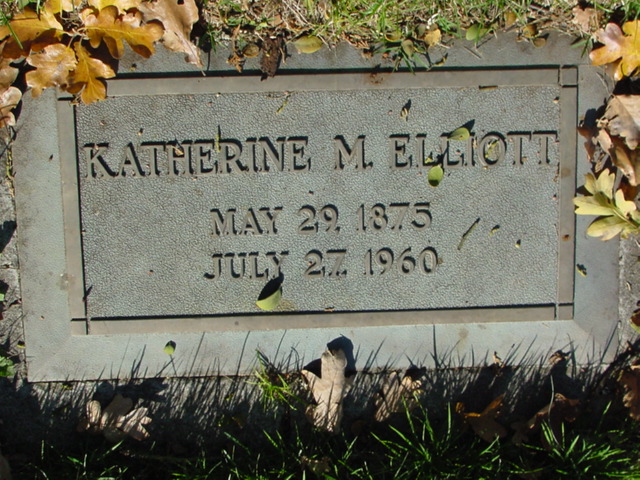 KATHERINE M. ELLIOTT
MAY 29, 1875
JULY 27, 1960